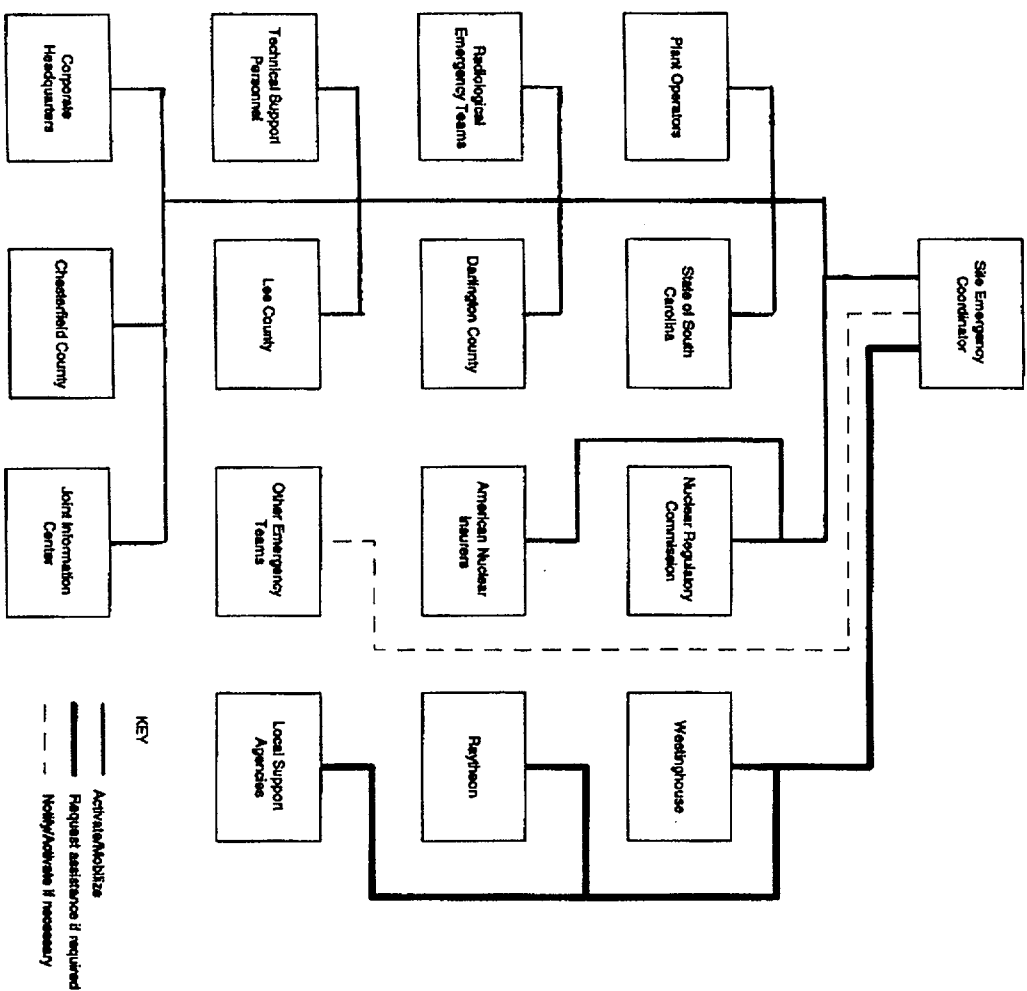 Site Emergency
Coordinator
Plant Operators
State of South
Carolina
Nuclear Regulatory
Commission
Westinghouse
Radiological
Emergency Teams
Darlington County
American Nuclear
Insurers
Raytheon
Technical Support
Personnel
Lee County
Other Emergency
Teams
Local Support
Agencies
Corporate
Headquarters
Chesterfield County
Joint Information
Center
KEY
Activate/Mobilize
Request assistance if required
Notify/Activate if necessary